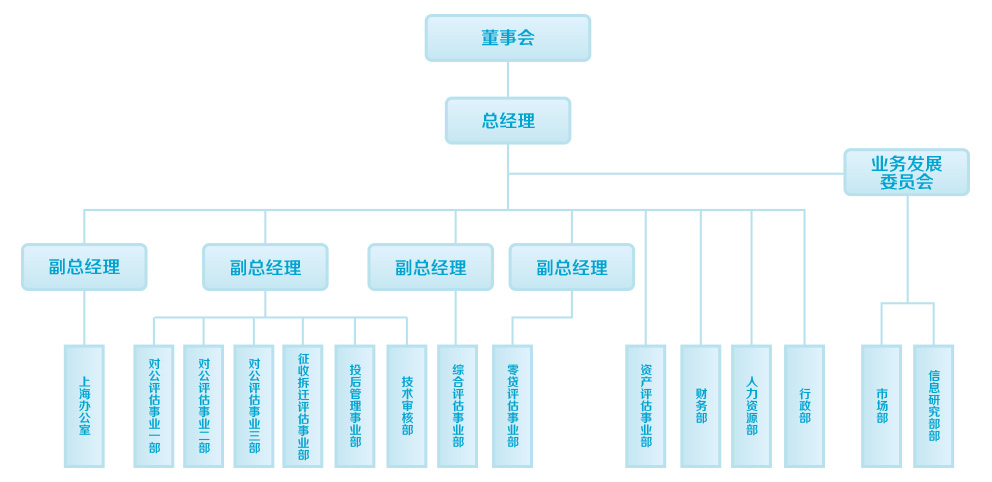 董事会
总经理
业务发展
委员会
副总经理
副总经理
副总经理
副总经理
上海办公室
对公评估事业一部
对公评估事业二部
对公评估事业三部
征收拆迁评估事业部
投后管理事业部
技术审核部
综合评估事业部
零贷评估事业部
资产评估事业部
财务部
人力资源部
行政部
市场部
信息研究部部